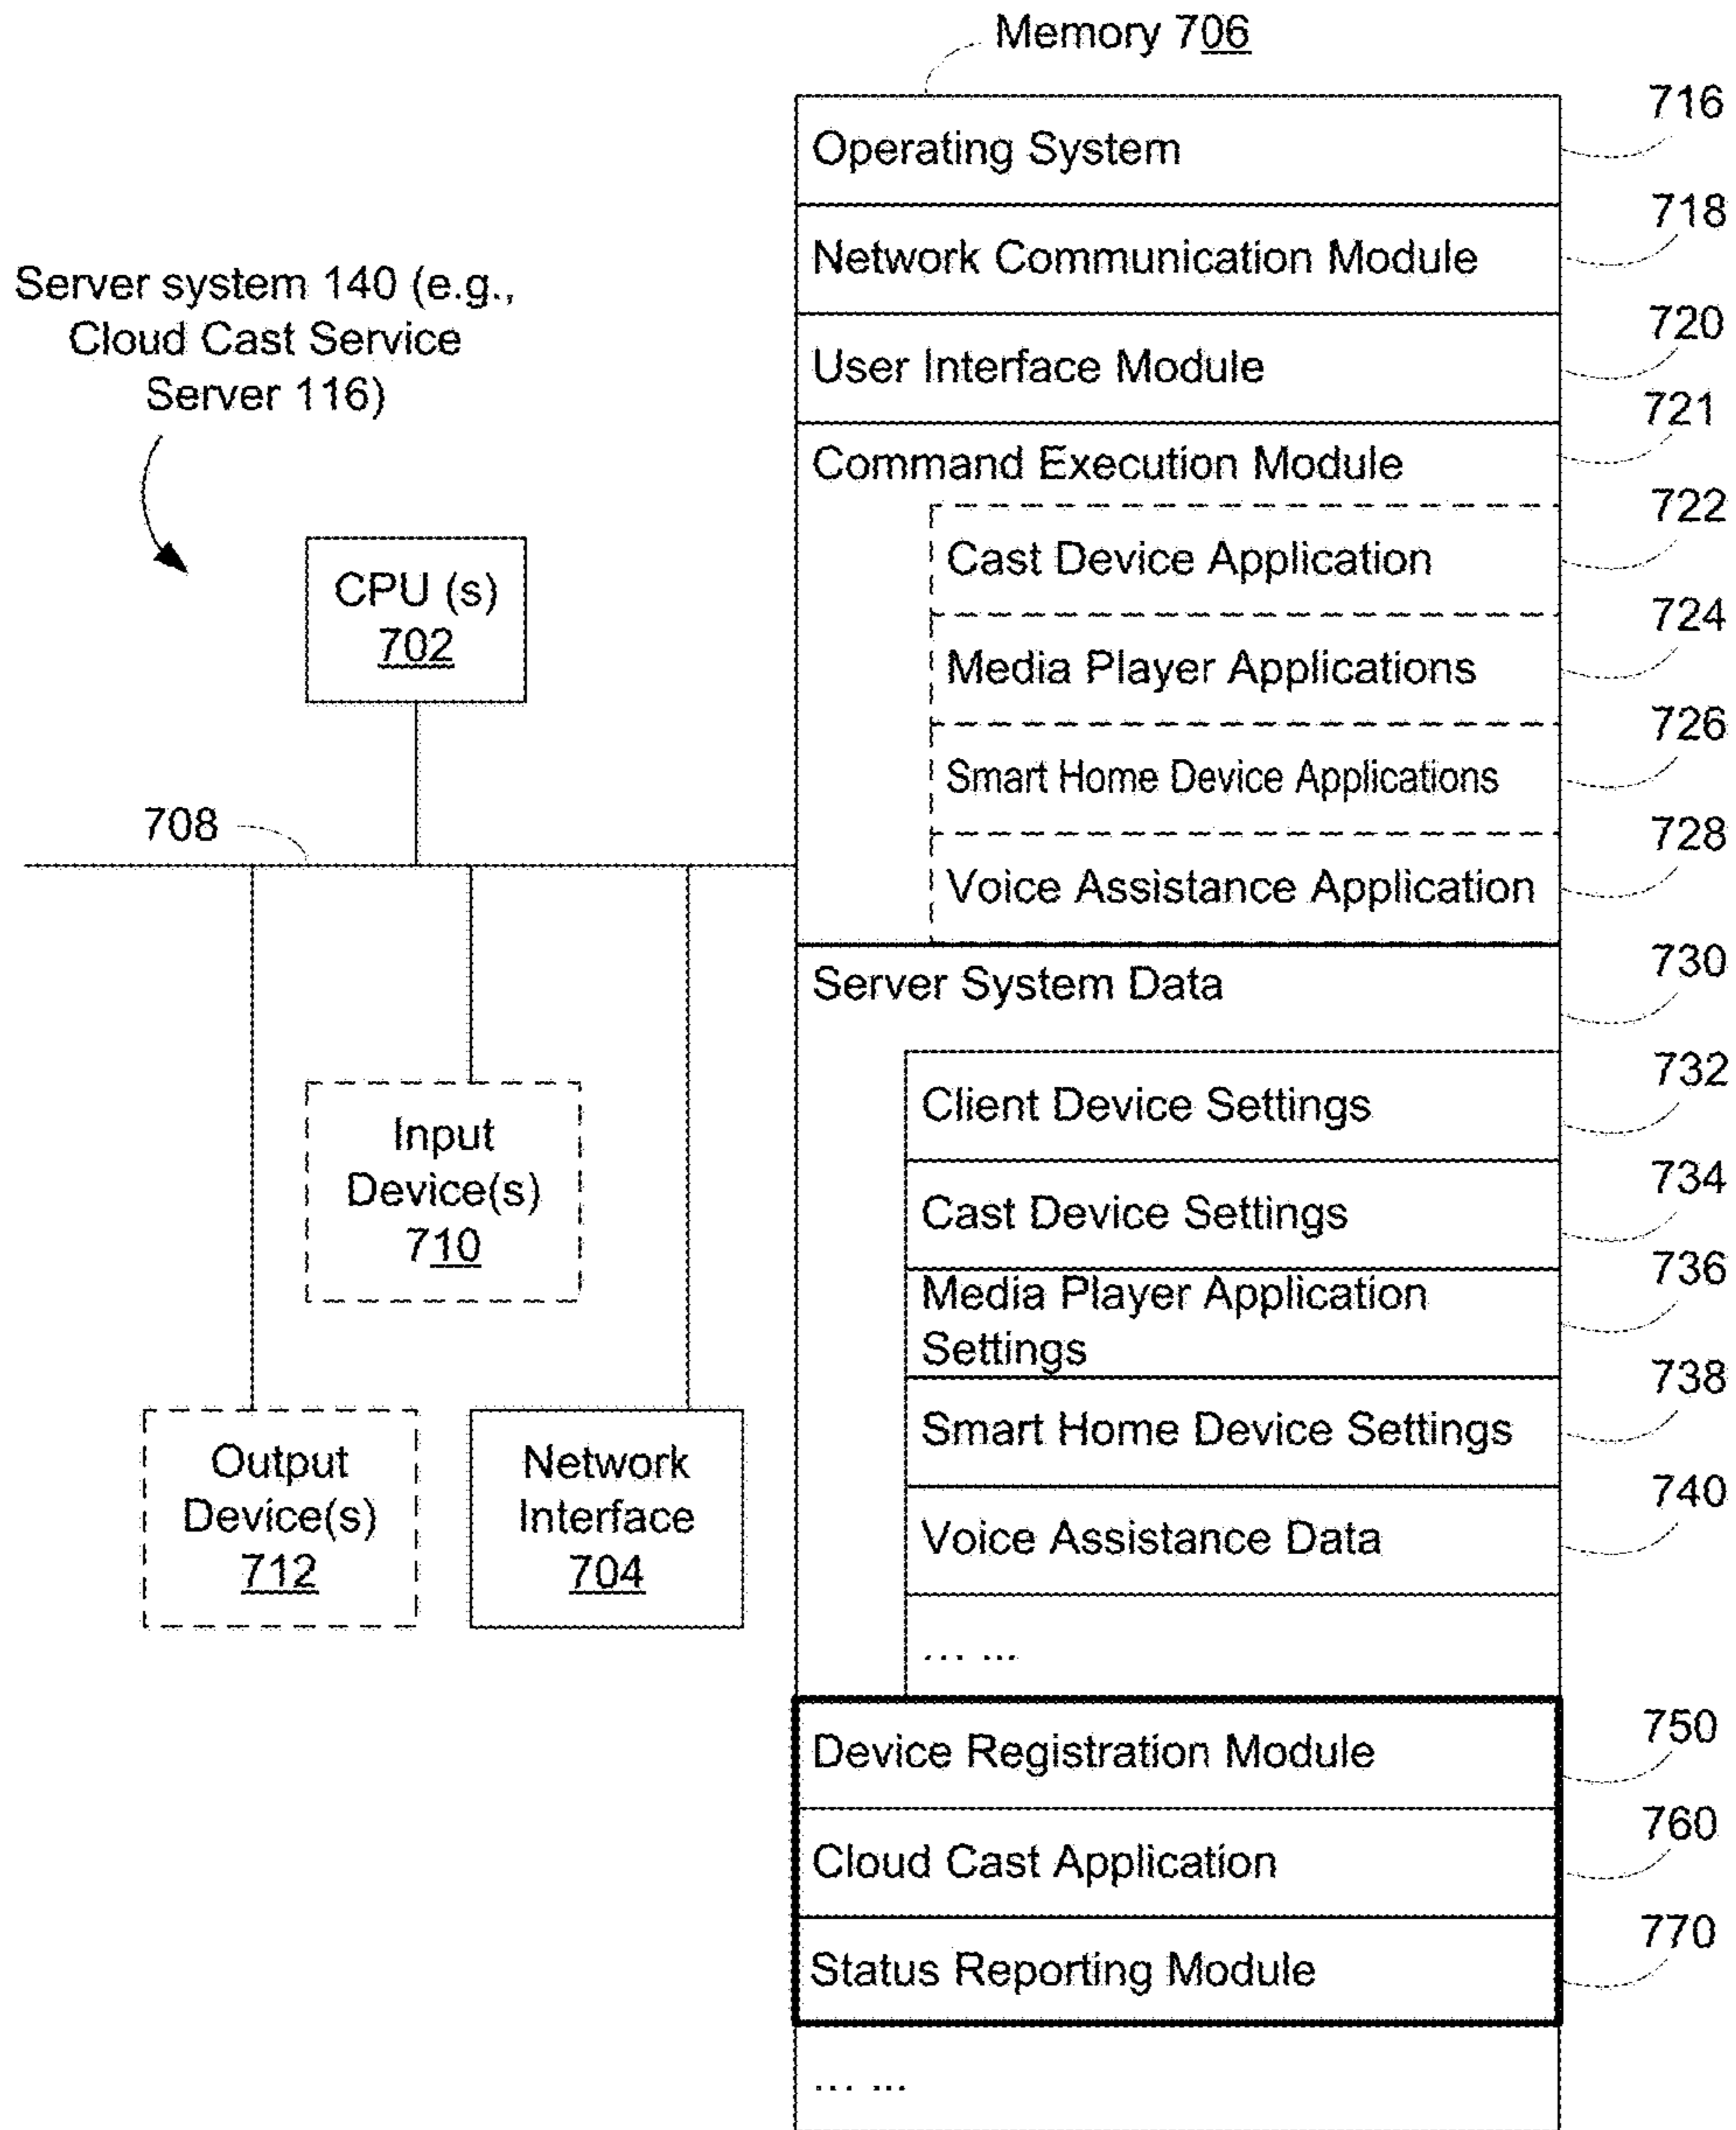 Memory 706
716
Operating System
718
Network Communication Module
Server system 140 (e.g.,
Cloud Cast Service
Server 116)
720
User Interface Module
721
Command Execution Module
722
Cast Device Application
CPU (s)
702
724
Media Player Applications
726
Smart Home Device Applications
708
728
Voice Assistance Application
730
Server System Data
732
Client Device Settings
Input
Device(s)
710
734
Cast Device Settings
736
Media Player Application
Settings
738
Smart Home Device Settings
Output
Device(s)
712
Network
Interface
704
740
Voice Assistance Data
... ...
750
Device Registration Module
760
Cloud Cast Application
770
Status Reporting Module
... ...